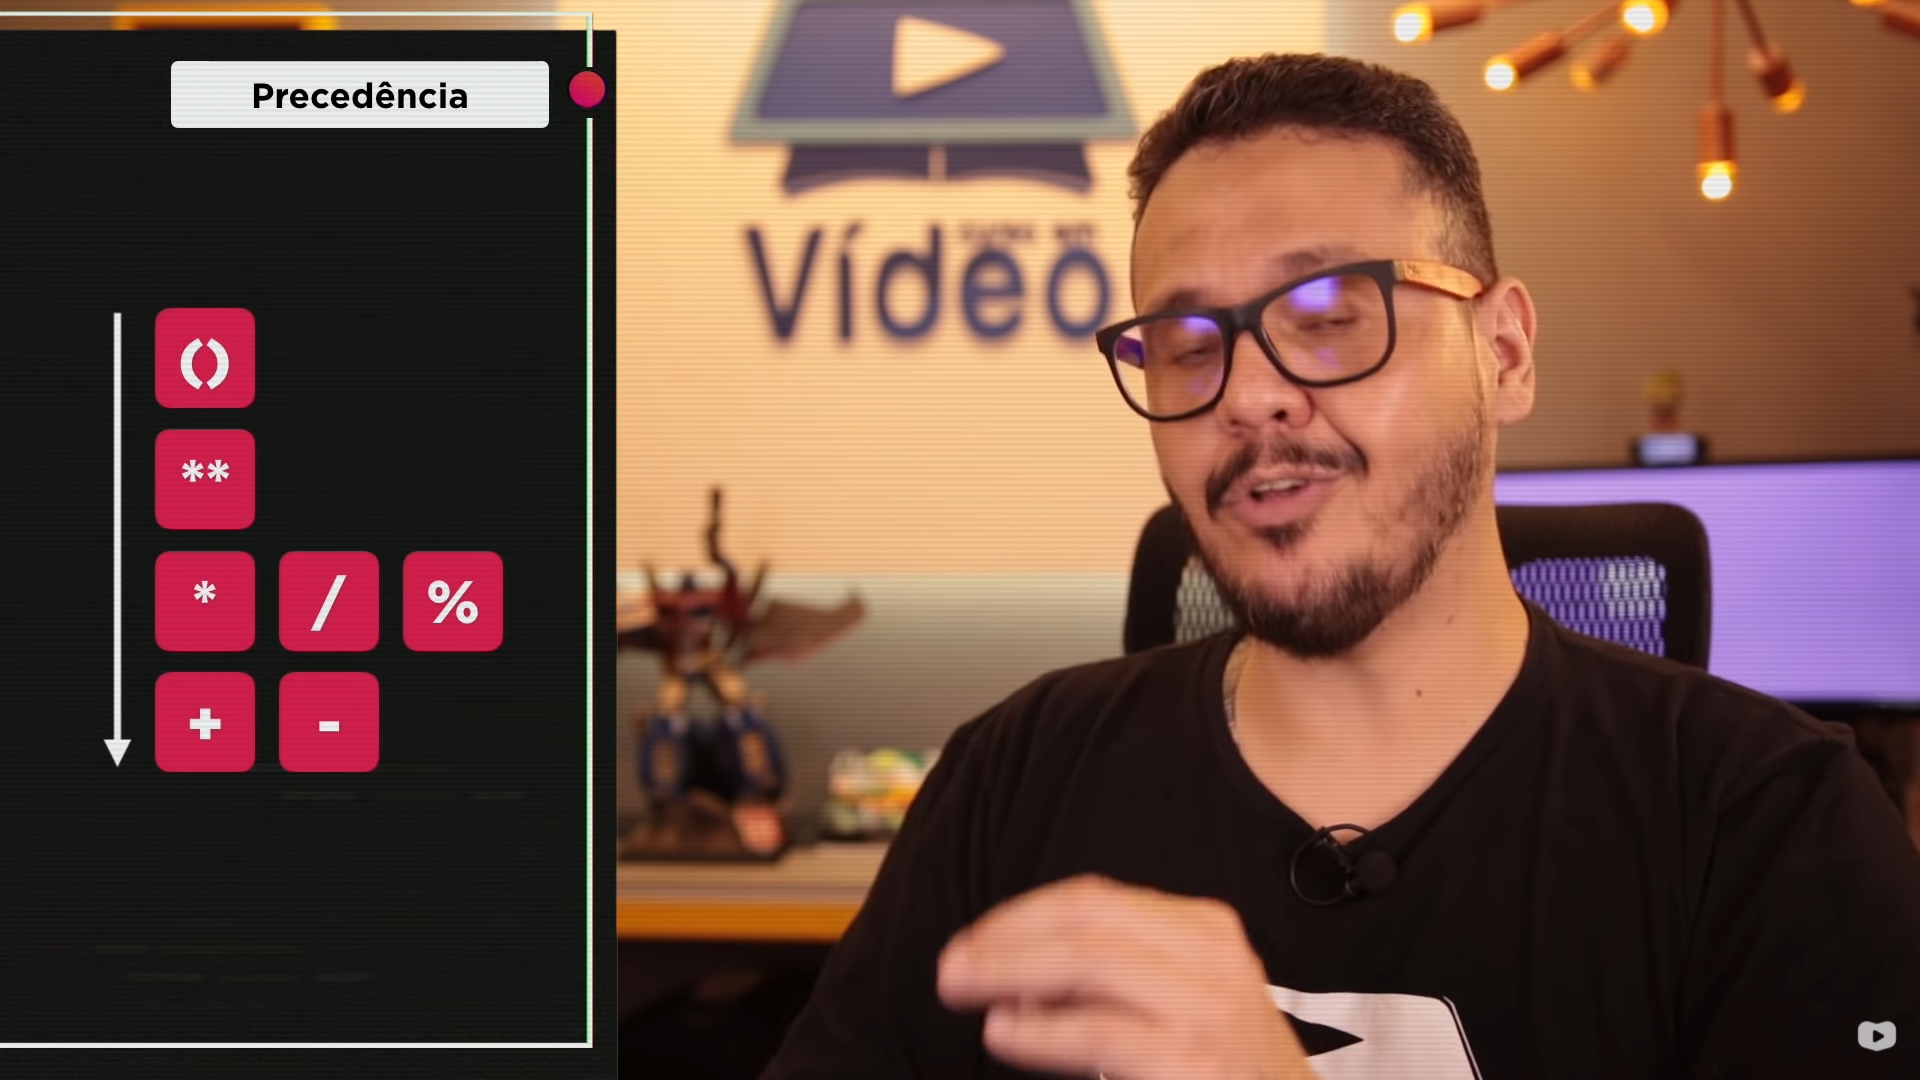 Precedência
()
**
* / %
+ -
Vídeo